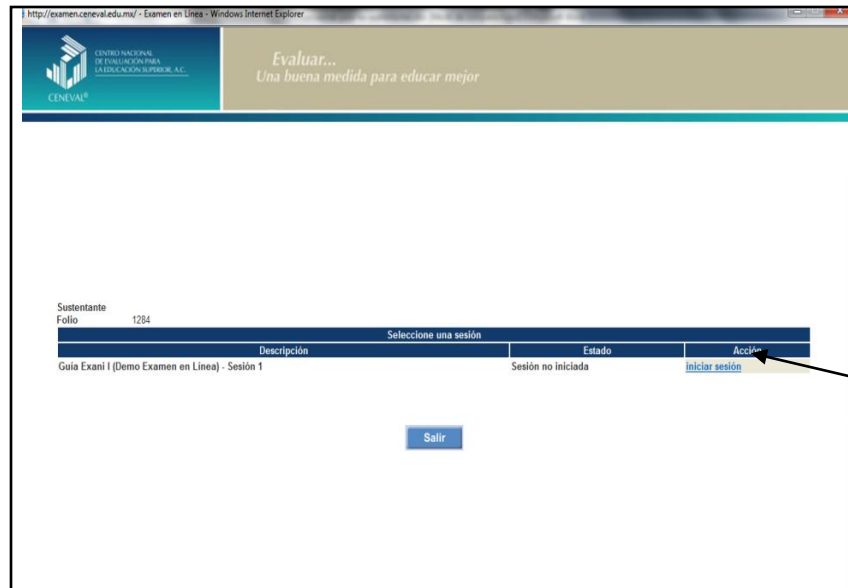 http://examen.ceneval.edu.mx/ - Examen en Línea - Windows Internet Explorer
CENTRO NACIONAL
DE EVALUACIÓN PARA
LA EDUCACIÓN SUPERIOR, A.C.
CENEVAL®
Evaluar...
Una buena medida para educar mejor
Sustentante
Folio 1284
Seleccione una sesión
Descripción Estado Acción
Guía Exani I (Demo Examen en Linea) - Sesión 1 Sesión no iniciada iniciar sesión
Salir